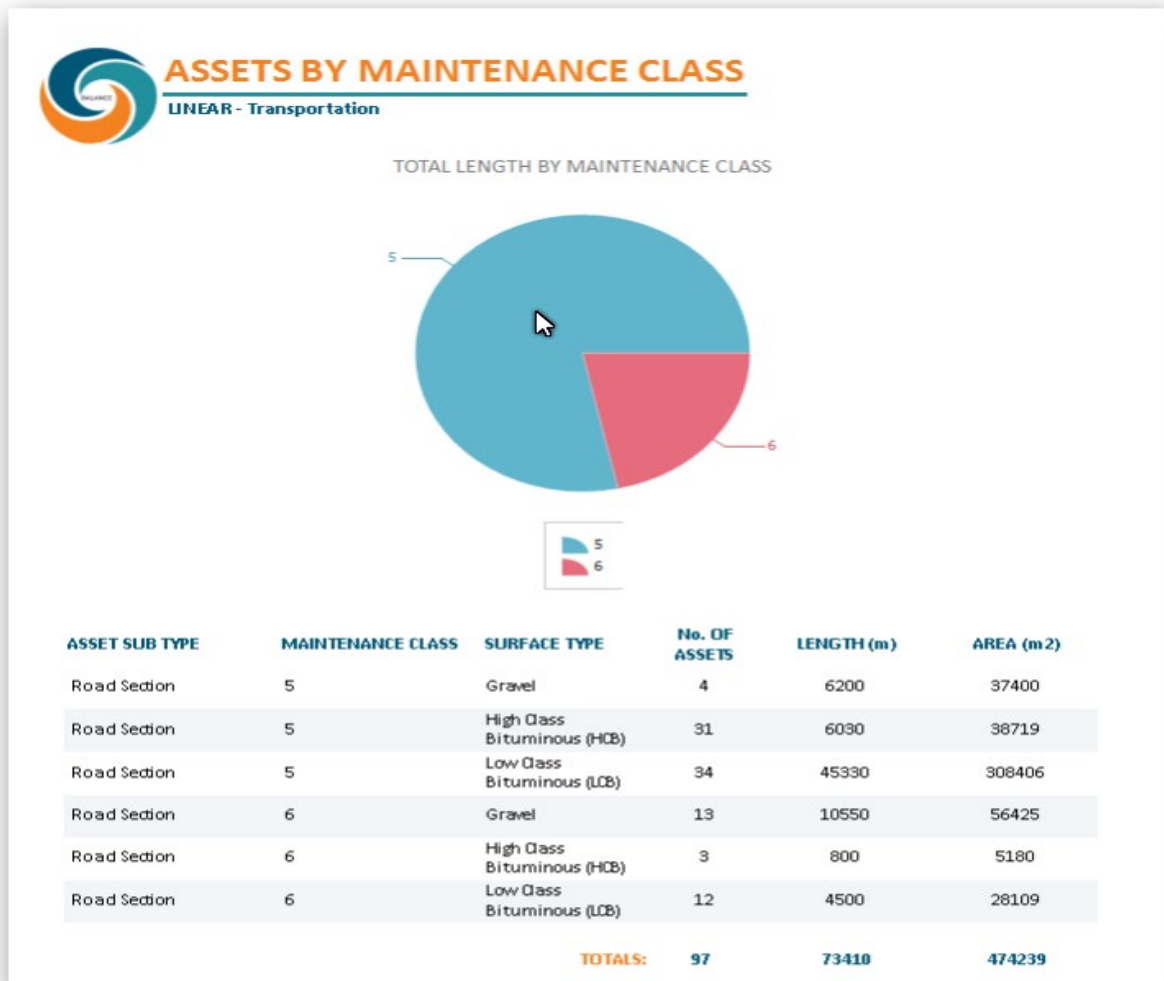 BALANCE
ASSETS BY MAINTENANCE CLASS
LINEAR - Transportation
TOTAL LENGTH BY MAINTENANCE CLASS
5
6
5
6
ASSET SUB TYPE MAINTENANCE CLASS SURFACE TYPE No. OF ASSETS LENGTH (m) AREA (m2)
Road Section 5 Gravel 4 6200 37400
Road Section 5 High Class Bituminous (HCB) 31 6030 38719
Road Section 5 Low Class Bituminous (LCB) 34 45330 308406
Road Section 6 Gravel 13 10550 56425
Road Section 6 High Class Bituminous (HCB) 3 800 5180
Road Section 6 Low Class Bituminous (LCB) 12 4500 28109
TOTALS: 97 73410 474239